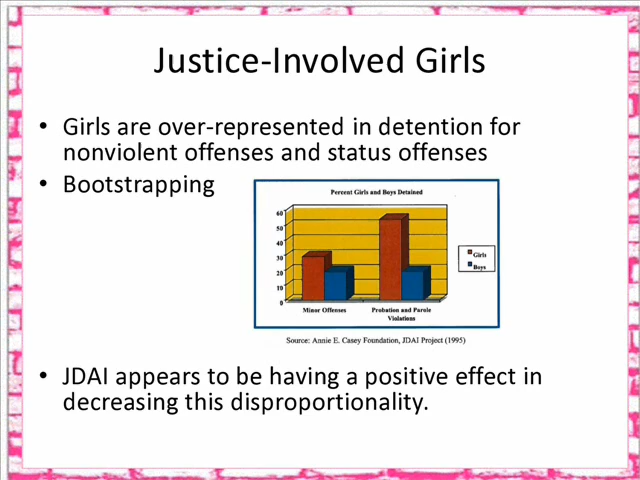 Justice-Involved Girls
• Girls are over-represented in detention for
nonviolent offenses and status offenses
• Bootstrapping
Percent Girls and Boys Detained
60
50
40
30
20
10
0
Minor Offenses
Probation and Parole
Violations
Girls
Boys
Source: Annie E. Casey Foundation, JDAI Project (1995)
• JDAI appears to be having a positive effect in
decreasing this disproportionality.